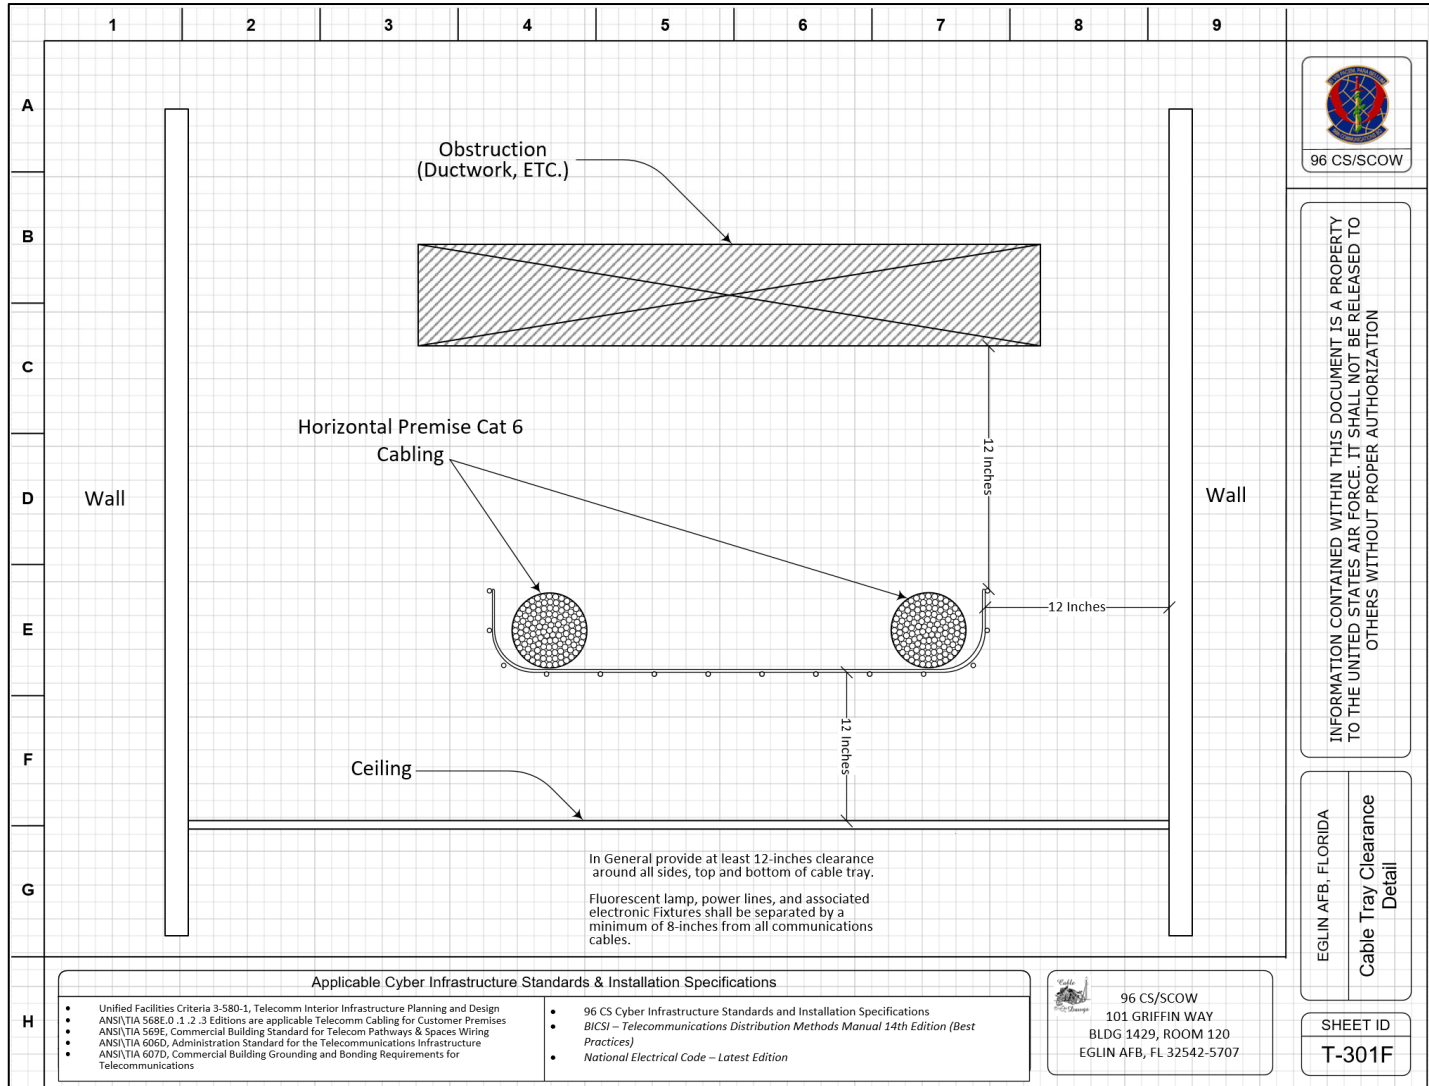 1 2 3 4 5 6 7 8 9
A
B
C
D
E
F
G
H
Obstruction
(Ductwork, ETC.)
Horizontal Premise Cat 6
Cabling
Wall
Wall
12 Inches
12 Inches
12 Inches
Ceiling
In General provide at least 12-inches clearance
around all sides, top and bottom of cable tray.
Fluorescent lamp, power lines, and associated
electronic Fixtures shall be separated by a
minimum of 8-inches from all communications
cables.
96 CS/SCOW
INFORMATION CONTAINED WITHIN THIS DOCUMENT IS A PROPERTY
TO THE UNITED STATES AIR FORCE. IT SHALL NOT BE RELEASED TO
OTHERS WITHOUT PROPER AUTHORIZATION
EGLIN AFB, FLORIDA
Cable Tray Clearance
Detail
Applicable Cyber Infrastructure Standards & Installation Specifications
• Unified Facilities Criteria 3-580-1, Telecomm Interior Infrastructure Planning and Design
• ANSI\TIA 568E.0 .1 .2 .3 Editions are applicable Telecomm Cabling for Customer Premises
• ANSI\TIA 569E, Commercial Building Standard for Telecom Pathways & Spaces Wiring
• ANSI\TIA 606D, Administration Standard for the Telecommunications Infrastructure
• ANSI\TIA 607D, Commercial Building Grounding and Bonding Requirements for
Telecommunications
• 96 CS Cyber Infrastructure Standards and Installation Specifications
• BICSI – Telecommunications Distribution Methods Manual 14th Edition (Best
Practices)
• National Electrical Code – Latest Edition
Cable
96 CS/SCOW
101 GRIFFIN WAY
BLDG 1429, ROOM 120
EGLIN AFB, FL 32542-5707
SHEET ID
T-301F